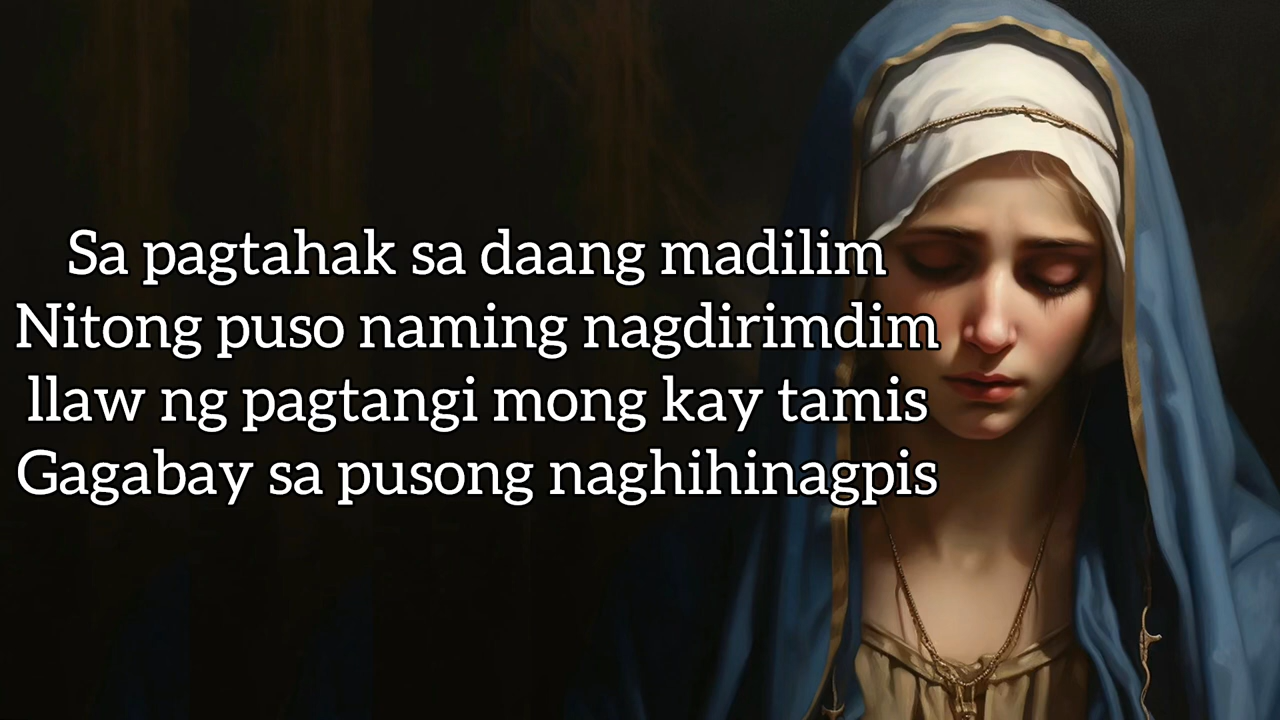 Sa pagtahak sa daang madilim
Nitong puso naming nagdirimdim
llaw ng pagtangi mong kay tamis
Gagabay sa pusong naghihinagpis